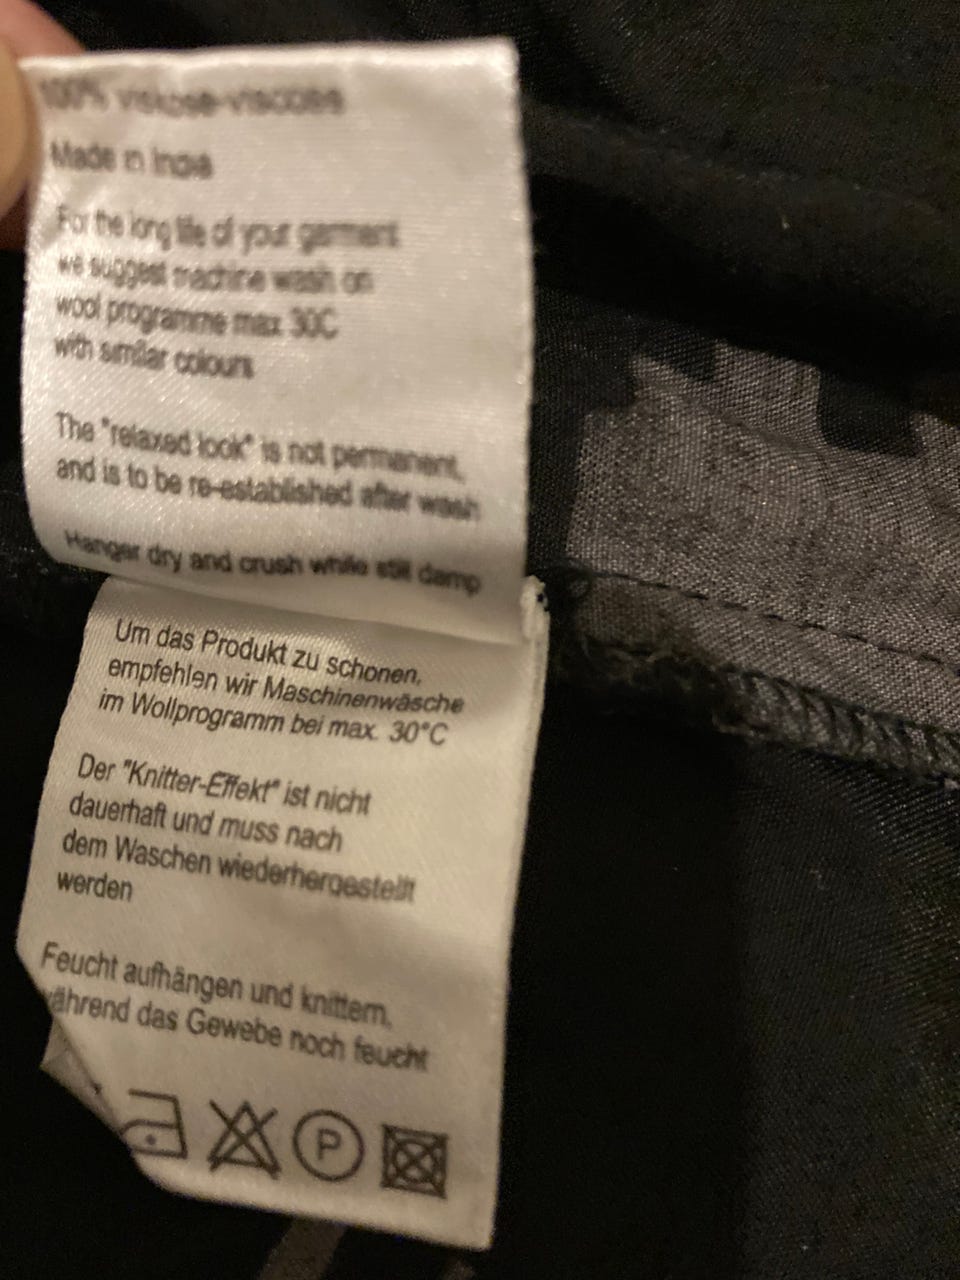 100% viskose-viscose
Made in India
For the long life of your garment
we suggest machine wash on
wool programme max 30C
with similar colours
The "relaxed look" is not permanent,
and is to be re-established after wash
Hanger dry and crush while still damp
Um das Produkt zu schonen,
empfehlen wir Maschinenwäsche
im Wollprogramm bei max. 30°C
Der "Knitter-Effekt" ist nicht
dauerhaft und muss nach
dem Waschen wiederhergestellt
werden
Feucht aufhängen und knittern,
während das Gewebe noch feucht
P